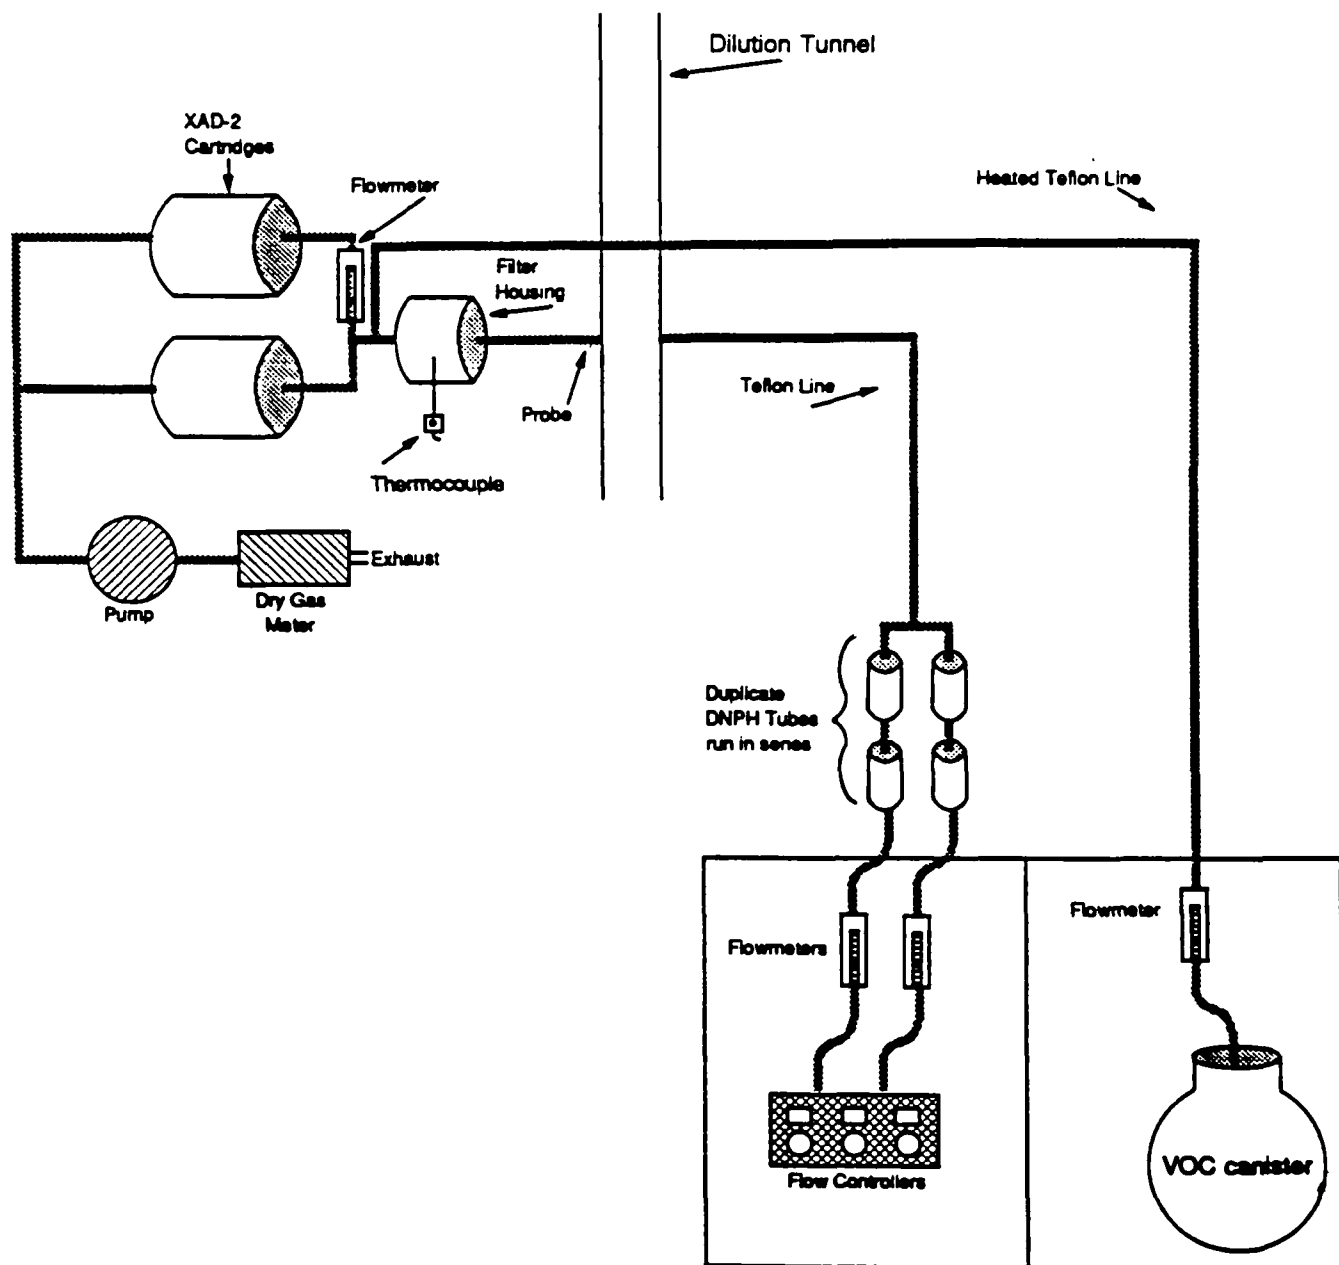 Dilution Tunnel
XAD-2
Cartridges
Flowmeter
Heated Teflon Line
Filter
Housing
Teflon Line
Probe
Thermocouple
Exhaust
Pump
Dry Gas
Meter
Duplicate
DNPH Tubes
run in series
Flowmeter
Flowmeters
VOC canister
Flow Controllers